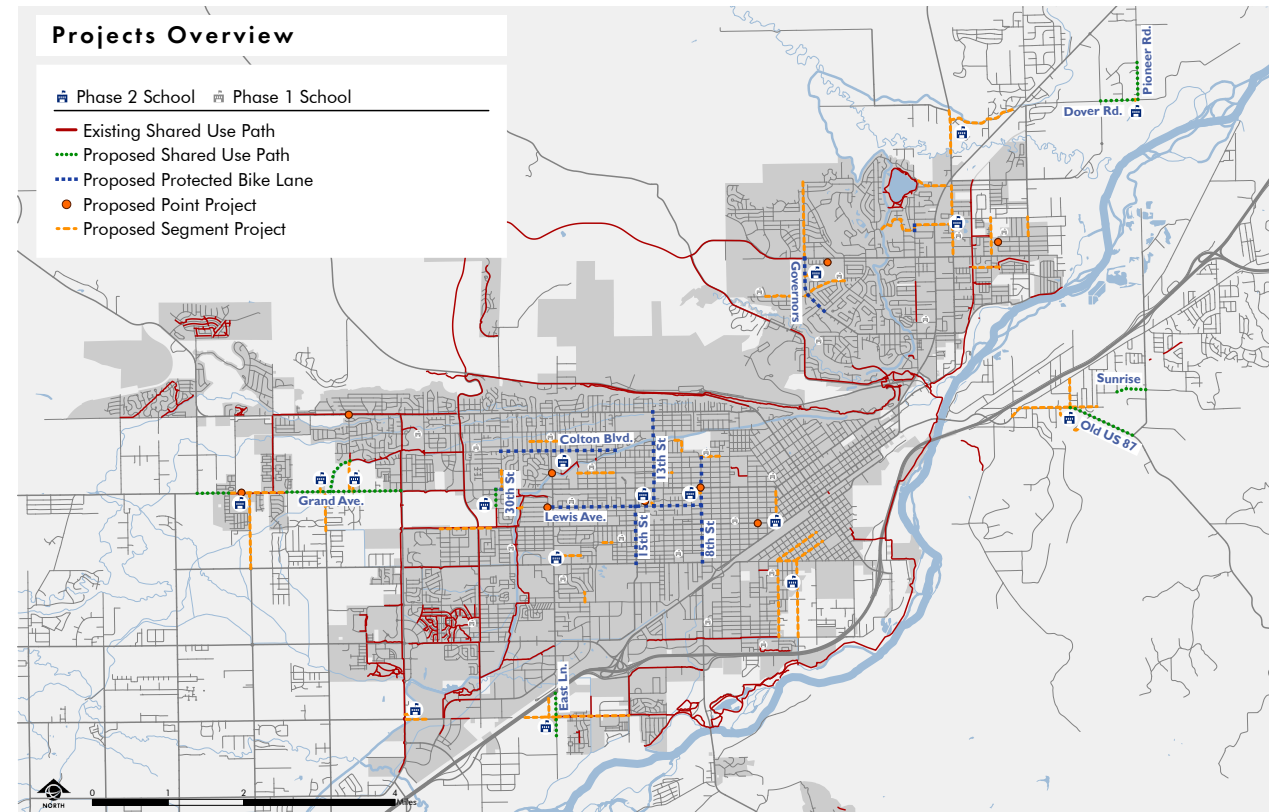 Projects Overview
Phase 2 School
Phase 1 School
Existing Shared Use Path
Proposed Shared Use Path
Proposed Protected Bike Lane
Proposed Point Project
Proposed Segment Project
Pioneer Rd.
Dover Rd.
Governors
Sunrise
Old US 87
Colton Blvd.
13th St
30th St
Grand Ave.
Lewis Ave.
15th St
8th St
East Ln.
NORTH
0 1 2 4
Miles